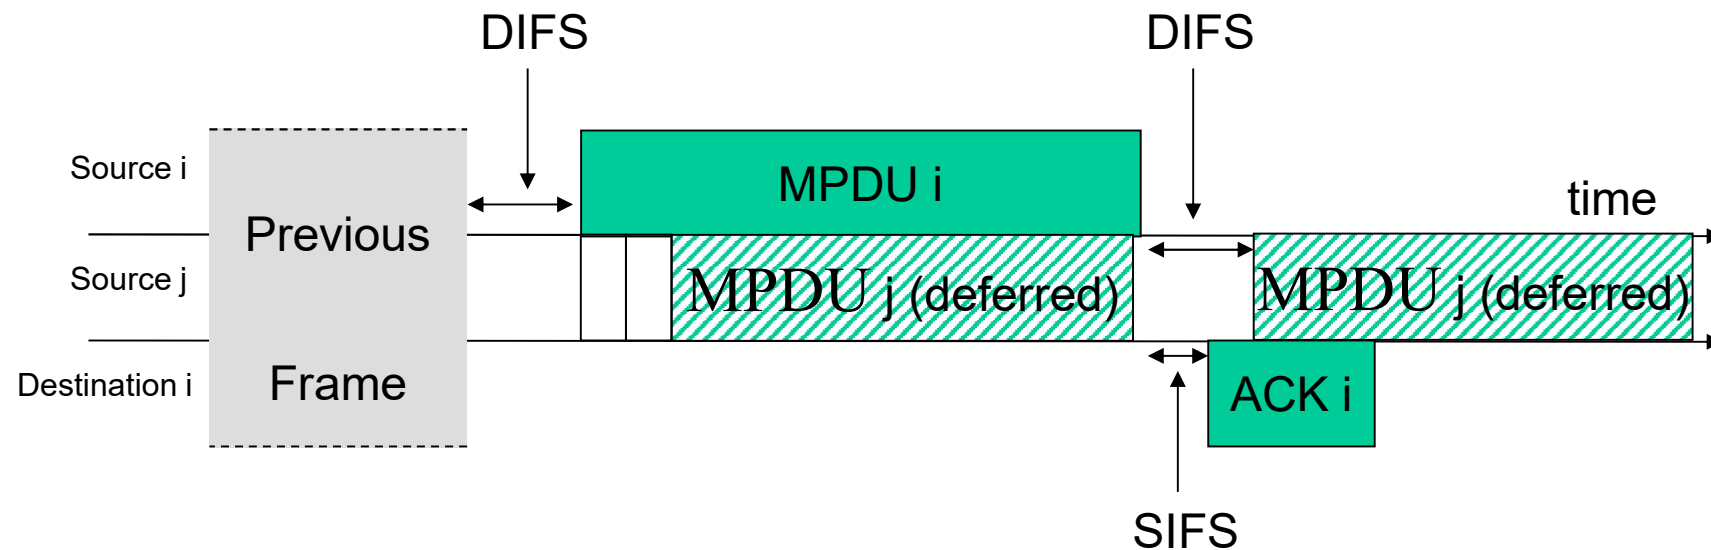 DIFS
DIFS
Source i
MPDU i
time
Previous
Source j
MPDU j (deferred)
MPDU j (deferred)
Destination i
Frame
ACK i
SIFS